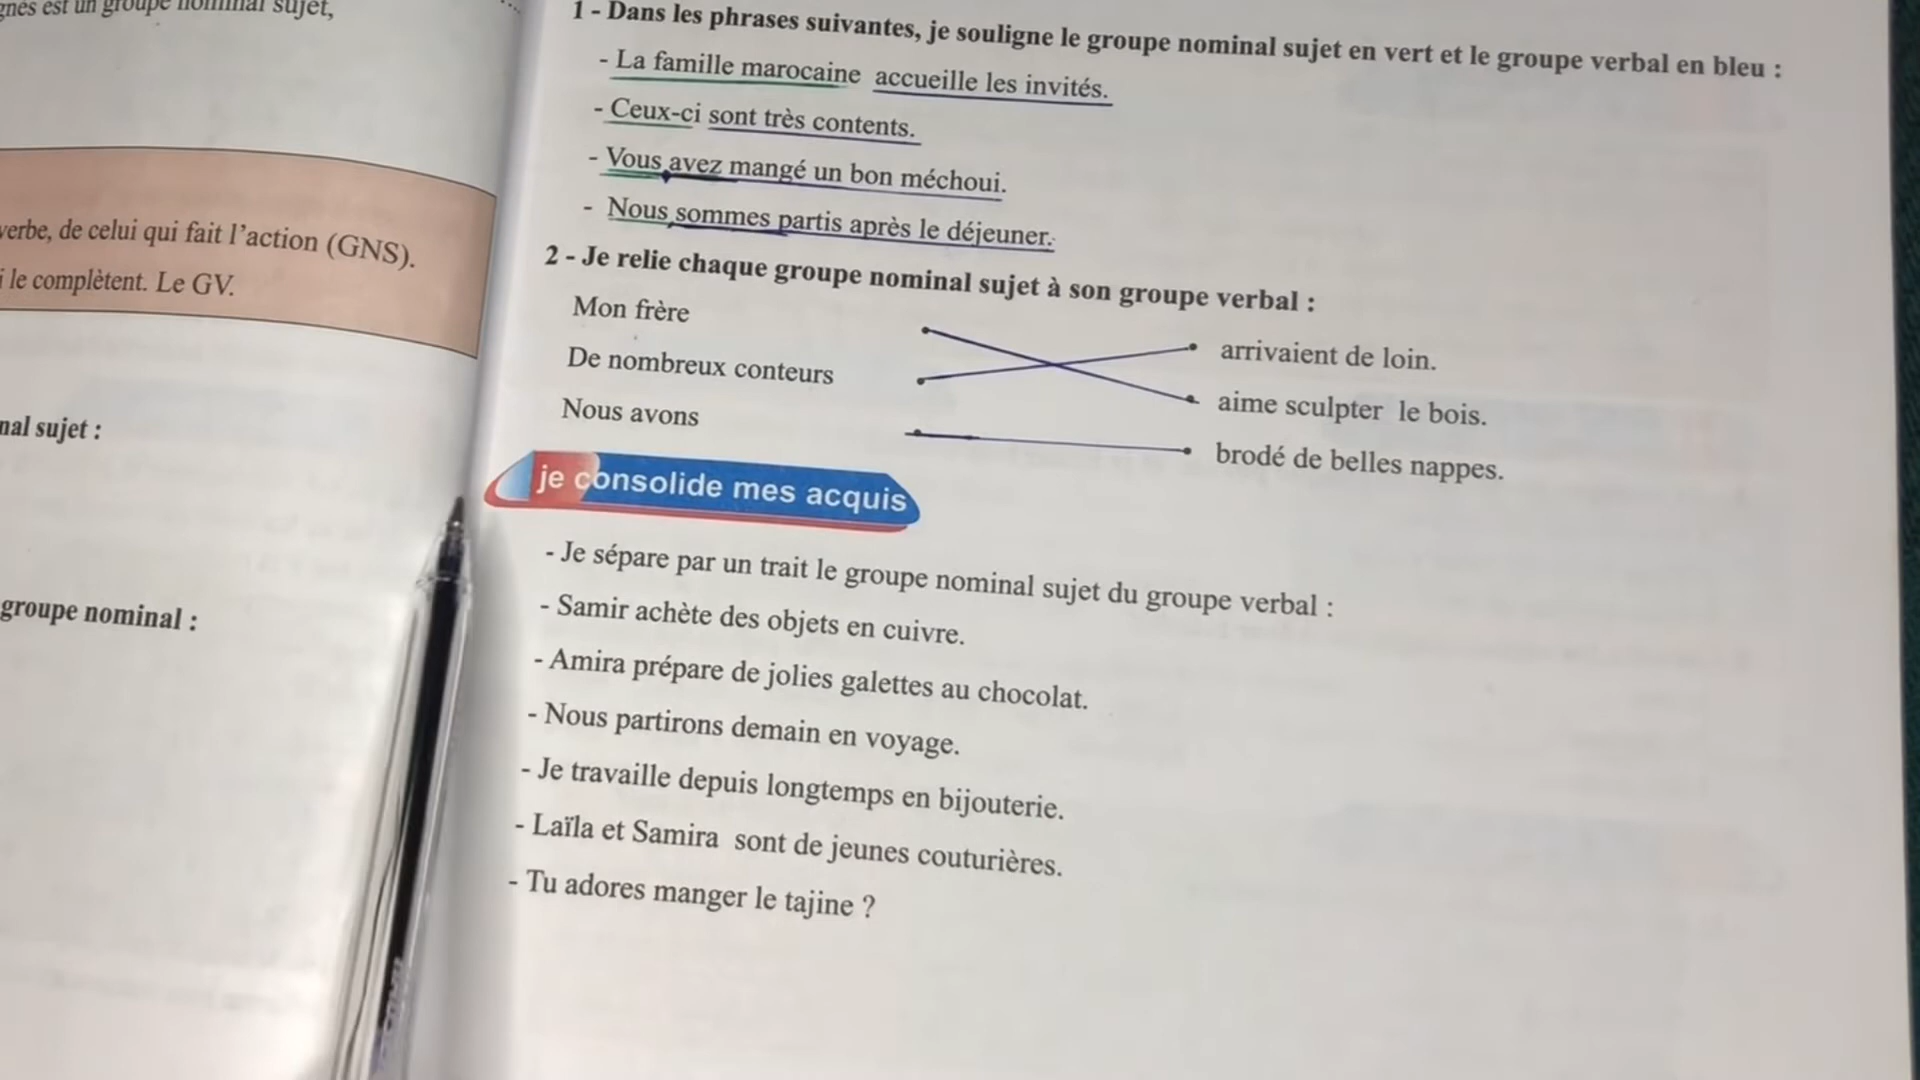 est un groupe nominal sujet,
verbe, de celui qui fait l'action (GNS).
le complètent. Le GV.
sujet :
groupe nominal :
1 - Dans les phrases suivantes, je souligne le groupe nominal sujet en vert et le groupe verbal en bleu :
- La famille marocaine accueille les invités.
- Ceux-ci sont très contents.
- Vous avez mangé un bon méchoui.
- Nous sommes partis après le déjeuner.
2 - Je relie chaque groupe nominal sujet à son groupe verbal :
Mon frère
arrivaient de loin.
De nombreux conteurs
aime sculpter le bois.
Nous avons
brodé de belles nappes.
je consolide mes acquis
- Je sépare par un trait le groupe nominal sujet du groupe verbal :
- Samir achète des objets en cuivre.
- Amira prépare de jolies galettes au chocolat.
- Nous partirons demain en voyage.
- Je travaille depuis longtemps en bijouterie.
- Laïla et Samira sont de jeunes couturières.
- Tu adores manger le tajine ?